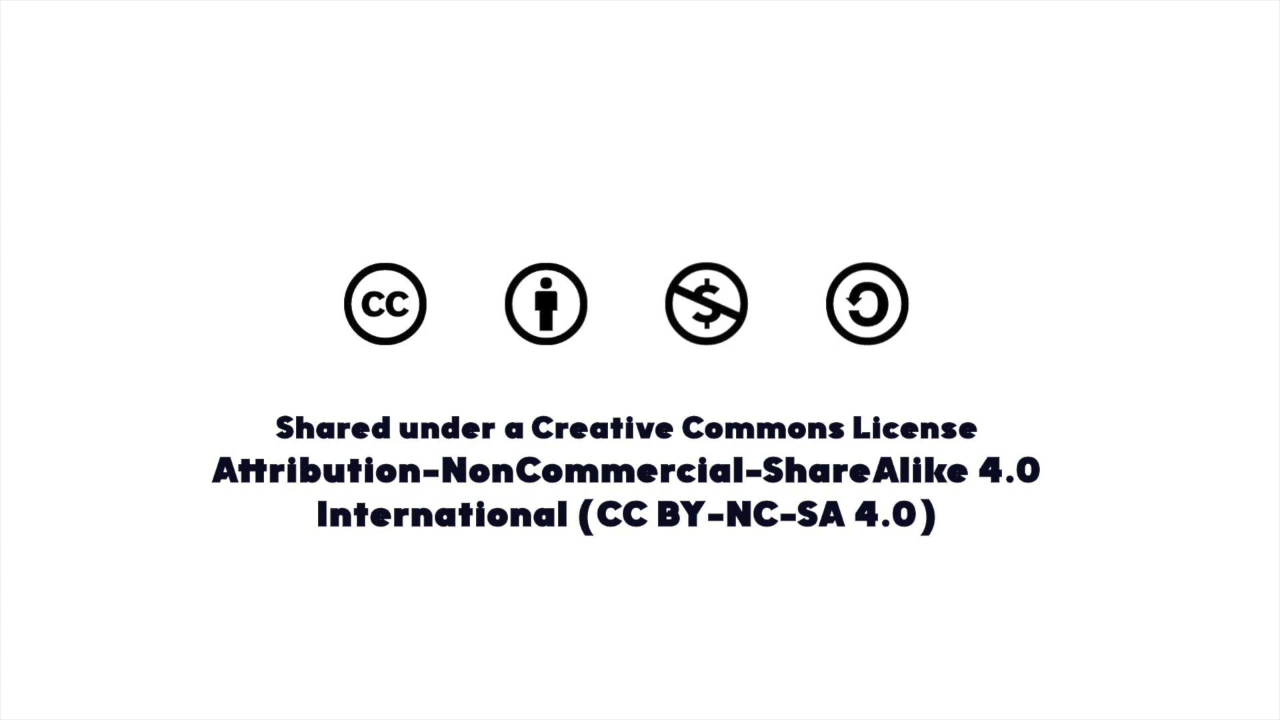 CC
Shared under a Creative Commons License
Attribution-NonCommercial-ShareAlike 4.0
International (CC BY-NC-SA 4.0)